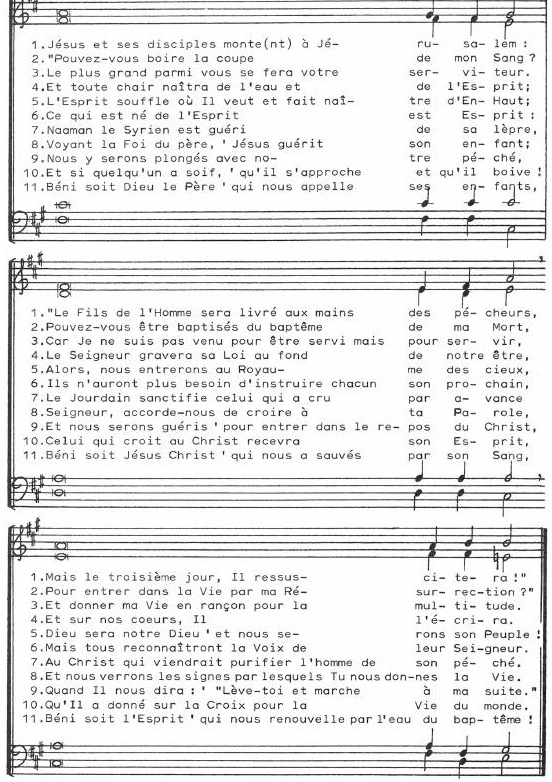 1.Jésus et ses disciples monte(nt) à Jé- ru- sa- lem :
2."Pouvez-vous boire la coupe de mon Sang ?
3.Le plus grand parmi vous se fera votre ser- vi- teur.
4.Et toute chair naîtra de l'eau et de l'Es- prit;
5.L'Esprit souffle où Il veut et fait naî- tre d'En- Haut;
6.Ce qui est né de l'Esprit est Es- prit :
7.Naaman le Syrien est guéri de sa lèpre,
8.Voyant la Foi du père, ' Jésus guérit son en- fant;
9.Nous y serons plongés avec no- tre pé- ché,
10.Et si quelqu'un a soif, ' qu'il s'approche et qu'il boive !
11.Béni soit Dieu le Père ' qui nous appelle ses en- fants,
1."Le Fils de l'Homme sera livré aux mains des pé- cheurs,
2.Pouvez-vous être baptisés du baptême de ma Mort,
3.Car Je ne suis pas venu pour être servi mais pour ser- vir,
4.Le Seigneur gravera sa Loi au fond de notre être,
5.Alors, nous entrerons au Royau- me des cieux,
6.Ils n'auront plus besoin d'instruire chacun son pro- chain,
7.Le Jourdain sanctifie celui qui a cru par a- vance
8.Seigneur, accorde-nous de croire à ta Pa- role,
9.Et nous serons guéris ' pour entrer dans le re- pos du Christ,
10.Celui qui croit au Christ recevra son Es- prit,
11.Béni soit Jésus Christ ' qui nous a sauvés par son Sang,
1.Mais le troisième jour, Il ressus- ci- te- ra !"
2.Pour entrer dans la Vie par ma Ré- sur- rec-tion ?"
3.Et donner ma Vie en rançon pour la mul- ti- tude.
4.Et sur nos coeurs, Il l'é- cri- ra.
5.Dieu sera notre Dieu ' et nous se- rons son Peuple !
6.Mais tous reconnaîtront la Voix de leur Sei-gneur.
7.Au Christ qui viendrait purifier l'homme de son pé- ché.
8.Et nous verrons les signes par lesquels Tu nous don-nes la Vie.
9.Quand Il nous dira : ' "Lève-toi et marche à ma suite."
10.Qu'Il a donné sur la Croix pour la Vie du monde.
11.Béni soit l'Esprit ' qui nous renouvelle par l'eau du bap- tême !